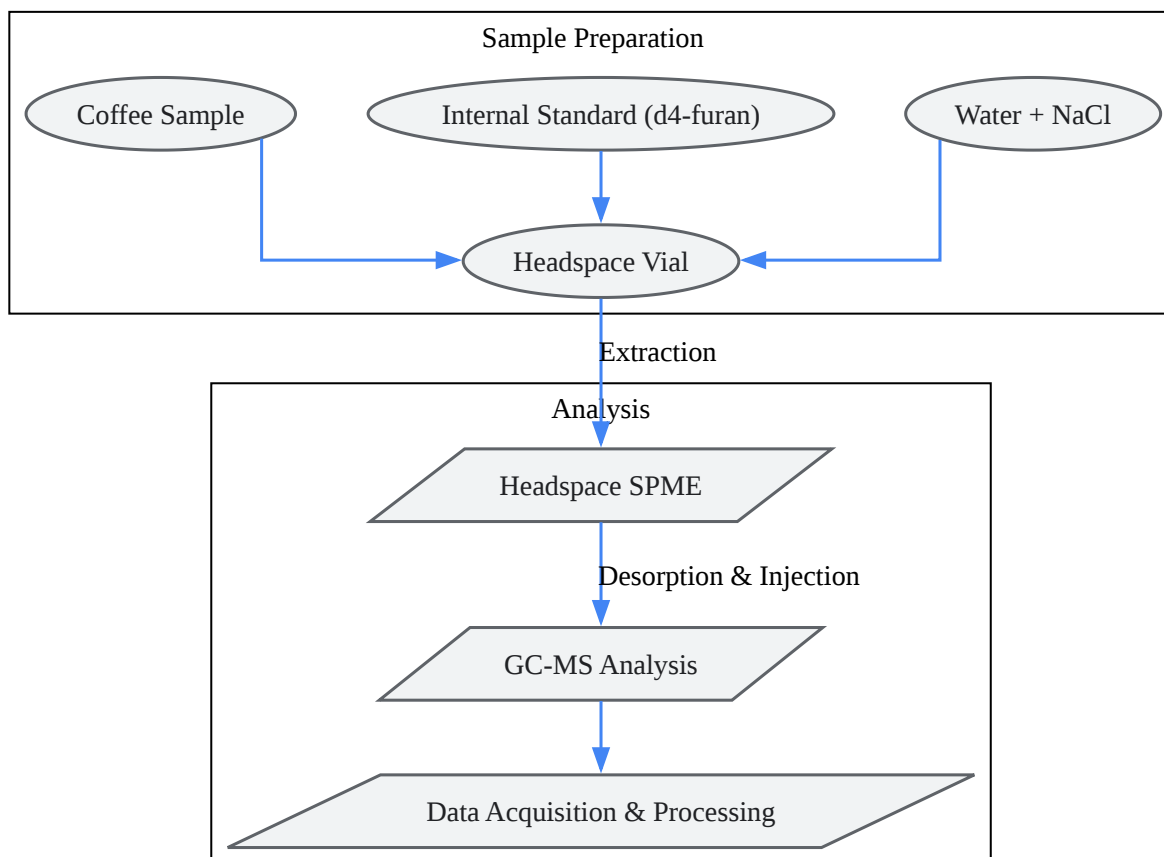 Sample Preparation
Coffee Sample
Internal Standard (d4-furan)
Water + NaCl
Headspace Vial
Extraction
Analysis
Headspace SPME
Desorption & Injection
GC-MS Analysis
Data Acquisition & Processing